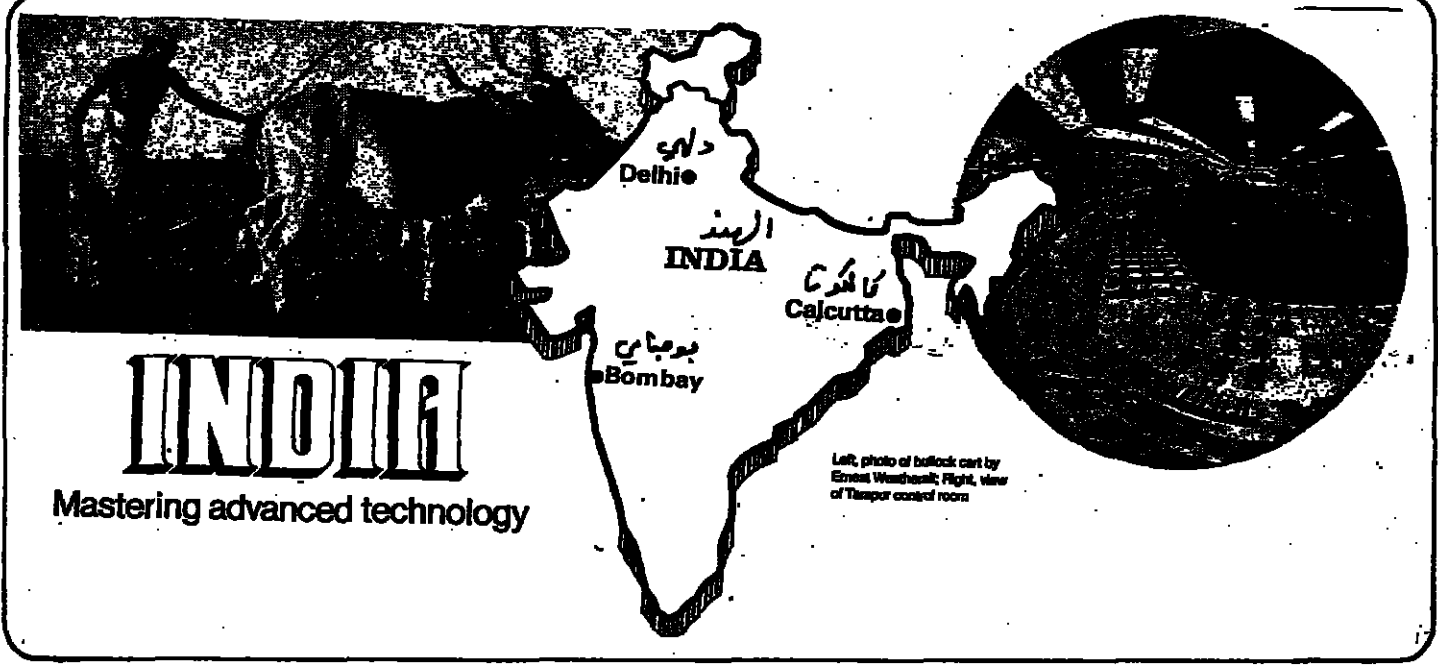 دلهي
Delhi
الهند
INDIA
كالكوتا
Calcutta
بومباي
Bombay
INDIA
Mastering advanced technology
Left, photo of bullock cart by
Ernest Weatherall; Right, view
of Tarapur control room